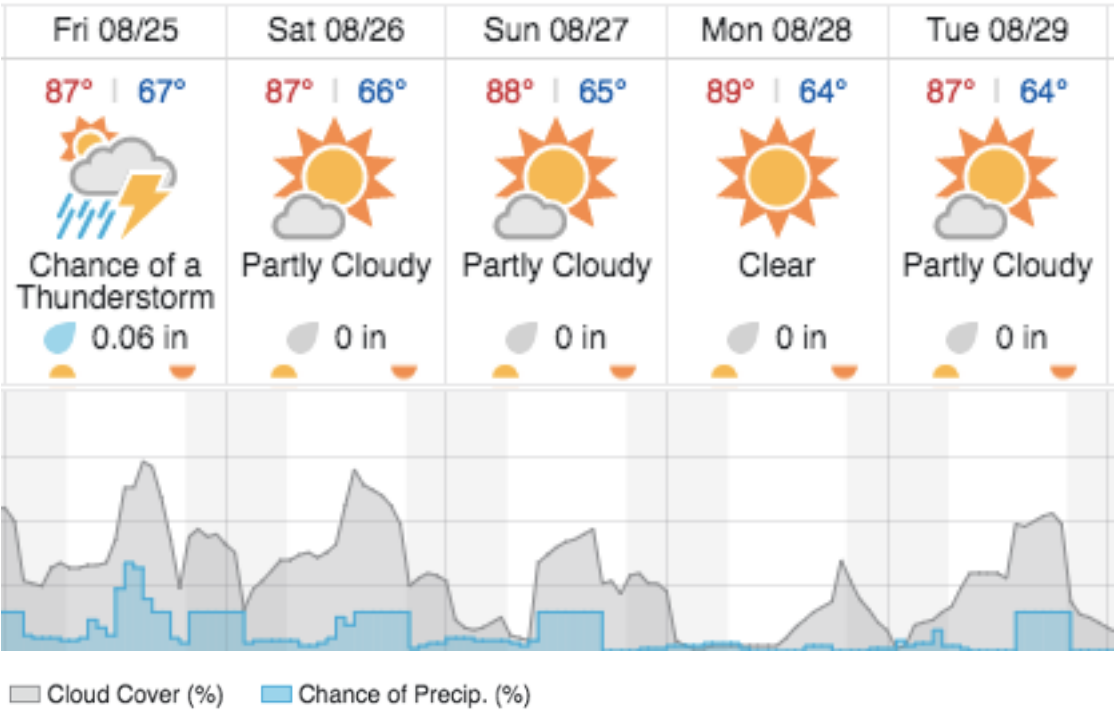 Fri 08/25 Sat 08/26 Sun 08/27 Mon 08/28 Tue 08/29
87° | 67° 87° | 66° 88° | 65° 89° | 64° 87° | 64°
Chance of a Partly Cloudy Partly Cloudy Clear Partly Cloudy
Thunderstorm
0.06 in 0 in 0 in 0 in 0 in
Cloud Cover (%) Chance of Precip. (%)